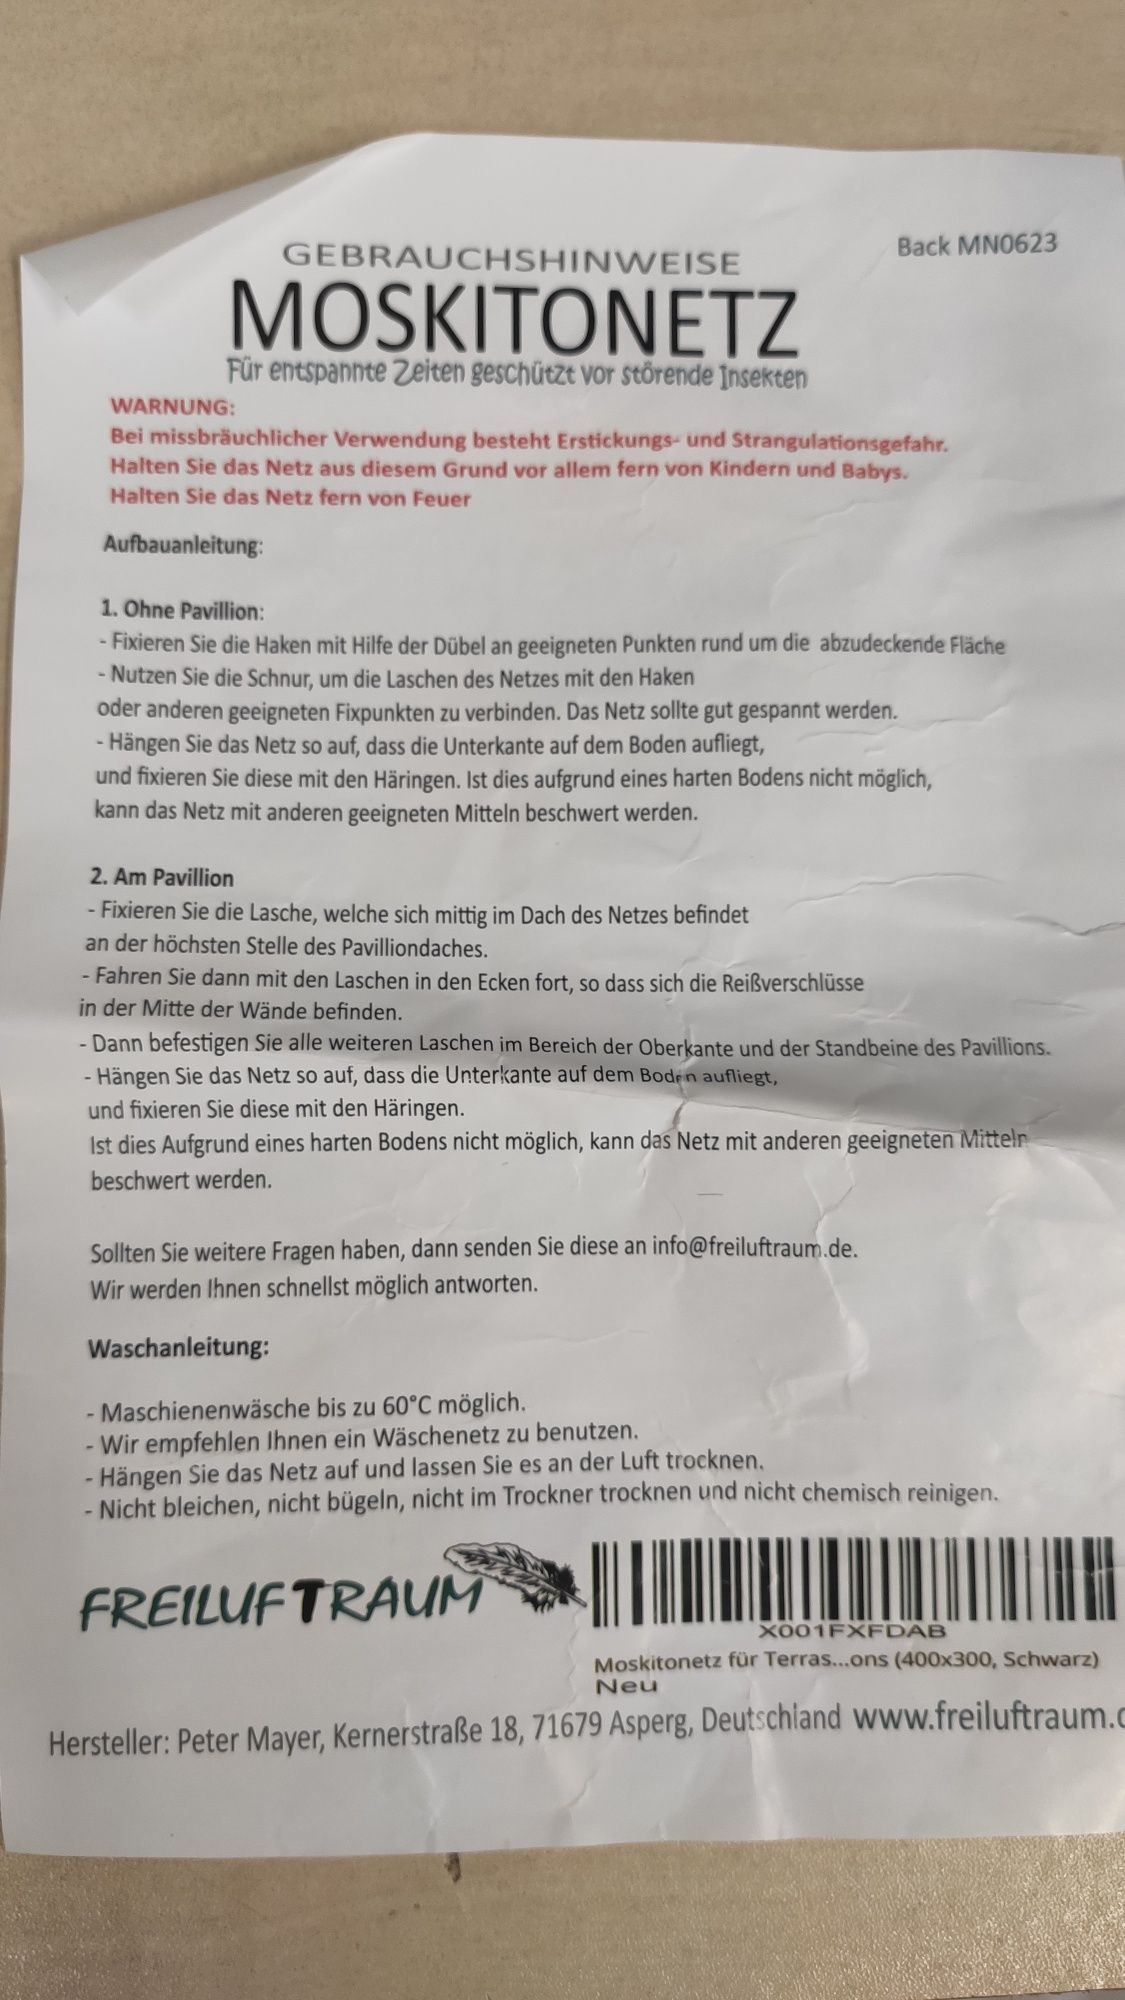 GEBRAUCHSHINWEISE
Back MN0623
MOSKITONETZ
Für entspannte Zeiten geschützt vor störende Insekten
WARNUNG:
Bei missbräuchlicher Verwendung besteht Erstickungs- und Strangulationsgefahr.
Halten Sie das Netz aus diesem Grund vor allem fern von Kindern und Babys.
Halten Sie das Netz fern von Feuer
Aufbauanleitung:
1. Ohne Pavillion:
- Fixieren Sie die Haken mit Hilfe der Dübel an geeigneten Punkten rund um die abzudeckende Fläche
- Nutzen Sie die Schnur, um die Laschen des Netzes mit den Haken
oder anderen geeigneten Fixpunkten zu verbinden. Das Netz sollte gut gespannt werden.
- Hängen Sie das Netz so auf, dass die Unterkante auf dem Boden aufliegt,
und fixieren Sie diese mit den Häringen. Ist dies aufgrund eines harten Bodens nicht möglich,
kann das Netz mit anderen geeigneten Mitteln beschwert werden.
2. Am Pavillion
- Fixieren Sie die Lasche, welche sich mittig im Dach des Netzes befindet
an der höchsten Stelle des Pavilliondaches.
- Fahren Sie dann mit den Laschen in den Ecken fort, so dass sich die Reißverschlüsse
in der Mitte der Wände befinden.
- Dann befestigen Sie alle weiteren Laschen im Bereich der Oberkante und der Standbeine des Pavillions.
- Hängen Sie das Netz so auf, dass die Unterkante auf dem Boden aufliegt,
und fixieren Sie diese mit den Häringen.
Ist dies Aufgrund eines harten Bodens nicht möglich, kann das Netz mit anderen geeigneten Mitteln
beschwert werden.
Sollten Sie weitere Fragen haben, dann senden Sie diese an info@freiluftraum.de.
Wir werden Ihnen schnellst möglich antworten.
Waschanleitung:
- Maschienenwäsche bis zu 60°C möglich.
- Wir empfehlen Ihnen ein Wäschenetz zu benutzen.
- Hängen Sie das Netz auf und lassen Sie es an der Luft trocknen.
- Nicht bleichen, nicht bügeln, nicht im Trockner trocknen und nicht chemisch reinigen.
FREILUFTRAUM
X001FXFDAB
Moskitonetz für Terras...ons (400x300, Schwarz)
Neu
Hersteller: Peter Mayer, Kernerstraße 18, 71679 Asperg, Deutschland www.freiluftraum.